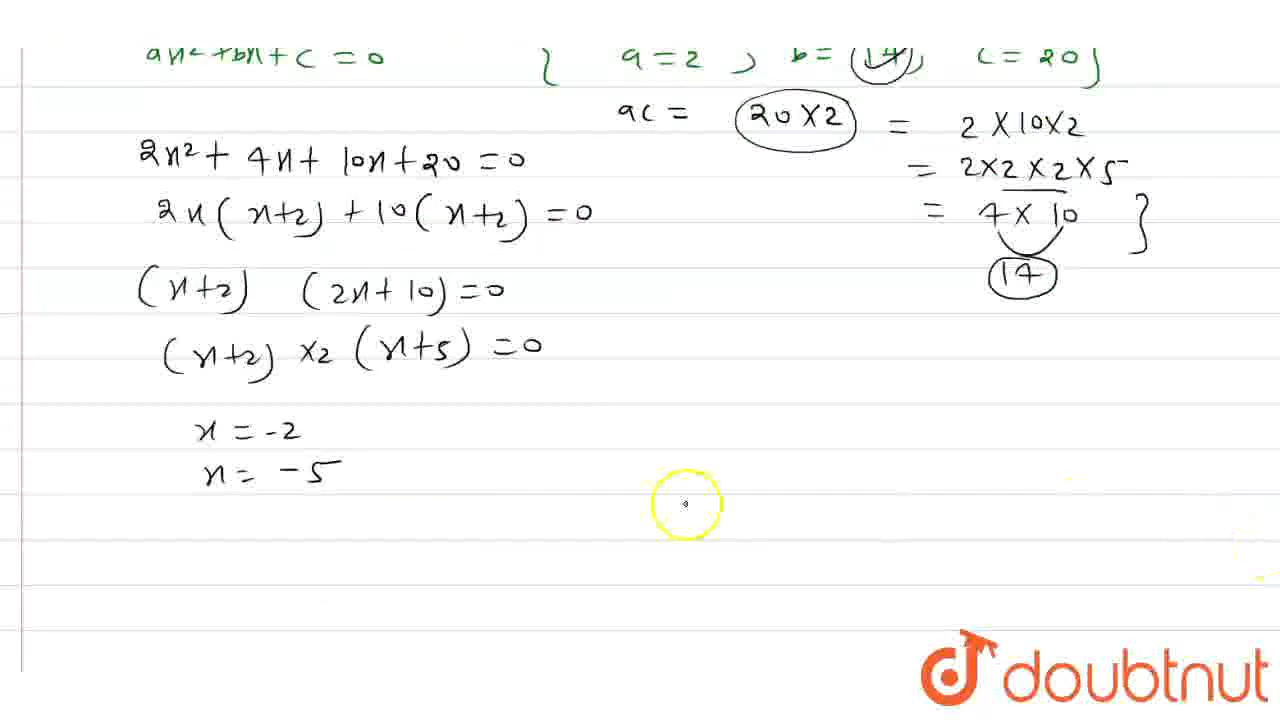 ax² + bx + c = 0 { a = 2 , b = 14, c = 20 }
ac = 20 X 2 = 2 X 10 X 2
= 2 X 2 X 2 X 5
= 4 X 10 }
14
2x² + 4x + 10x + 20 = 0
2x (x+2) + 10 (x+2) = 0
(x+2) (2x + 10) = 0
(x+2) X2 (x+5) = 0
x = -2
x = -5
doubtnut